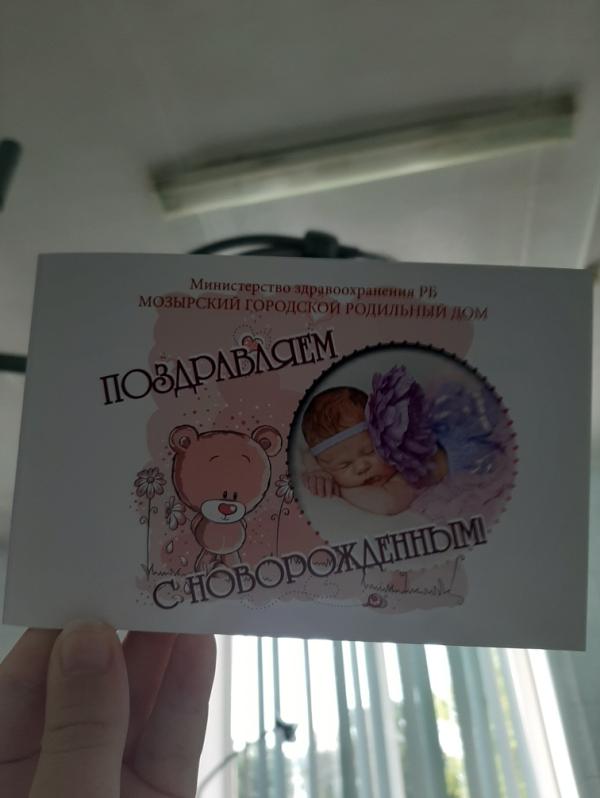 Министерство здравоохранения РБ
МОЗЫРСКИЙ ГОРОДСКОЙ РОДИЛЬНЫЙ ДОМ
ПОЗДРАВЛЯЕМ
С НОВОРОЖДЕННЫМ!